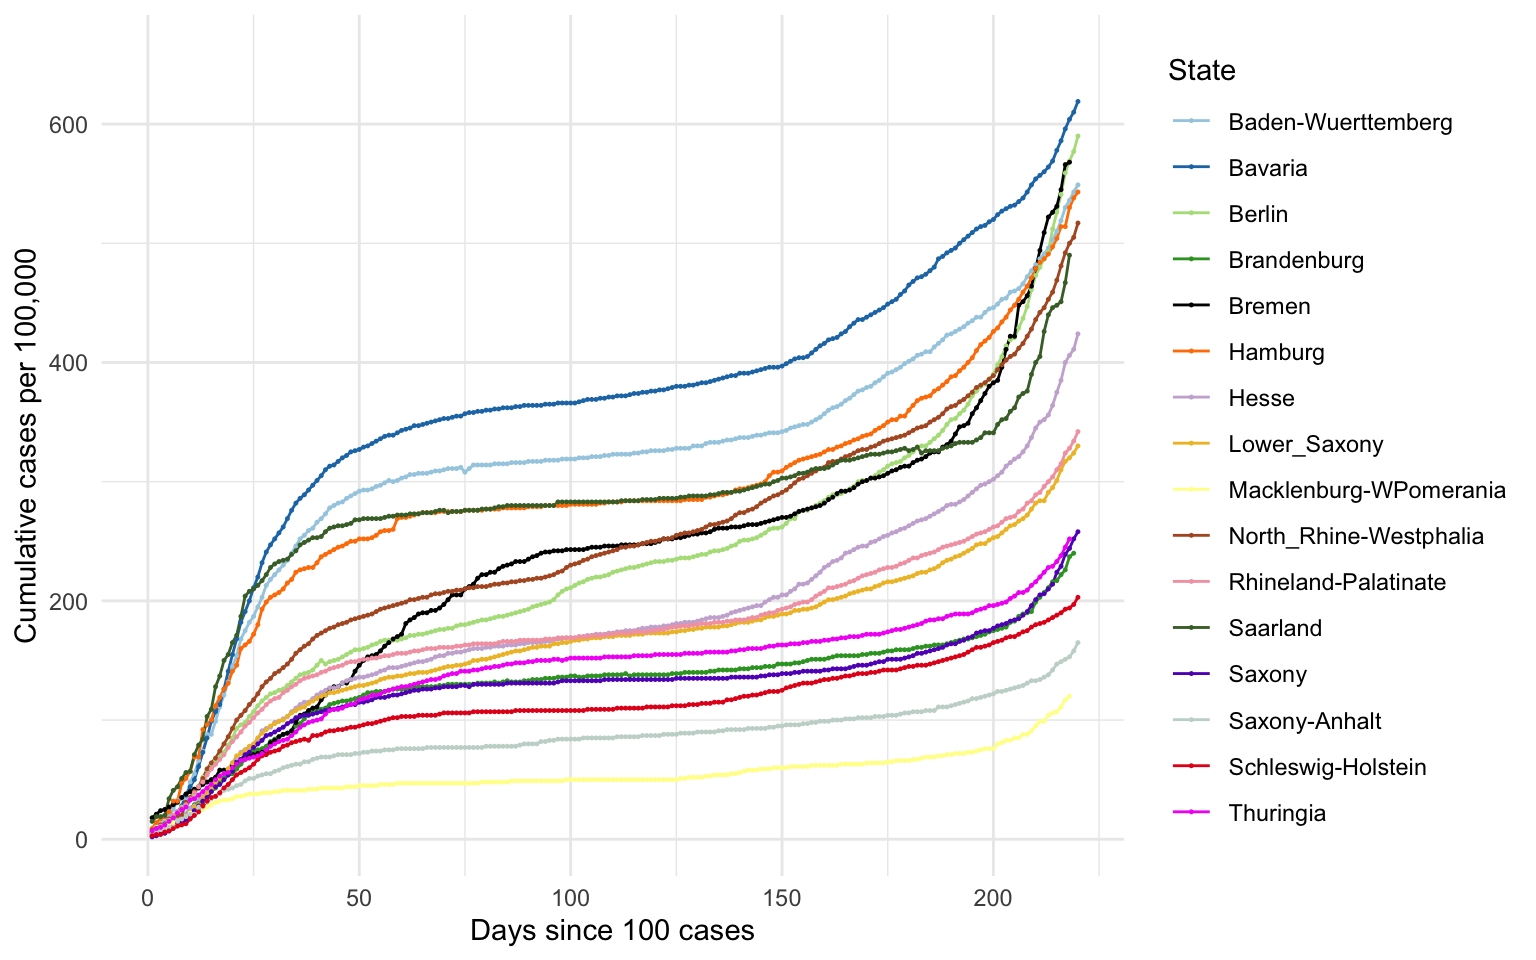 Cumulative cases per 100,000
600
400
200
0
0 50 100 150 200
Days since 100 cases
State
Baden-Wuerttemberg
Bavaria
Berlin
Brandenburg
Bremen
Hamburg
Hesse
Lower_Saxony
Macklenburg-WPomerania
North_Rhine-Westphalia
Rhineland-Palatinate
Saarland
Saxony
Saxony-Anhalt
Schleswig-Holstein
Thuringia